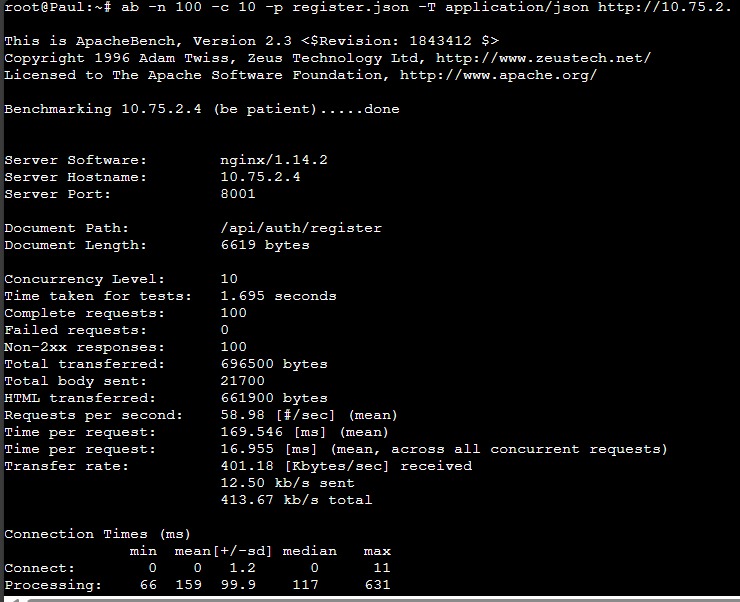 root@Paul:~# ab -n 100 -c 10 -p register.json -T application/json http://10.75.2.
This is ApacheBench, Version 2.3 <$Revision: 1843412 $>
Copyright 1996 Adam Twiss, Zeus Technology Ltd, http://www.zeustech.net/
Licensed to The Apache Software Foundation, http://www.apache.org/
Benchmarking 10.75.2.4 (be patient).....done
Server Software: nginx/1.14.2
Server Hostname: 10.75.2.4
Server Port: 8001
Document Path: /api/auth/register
Document Length: 6619 bytes
Concurrency Level: 10
Time taken for tests: 1.695 seconds
Complete requests: 100
Failed requests: 0
Non-2xx responses: 100
Total transferred: 696500 bytes
Total body sent: 21700
HTML transferred: 661900 bytes
Requests per second: 58.98 [#/sec] (mean)
Time per request: 169.546 [ms] (mean)
Time per request: 16.955 [ms] (mean, across all concurrent requests)
Transfer rate: 401.18 [Kbytes/sec] received
12.50 kb/s sent
413.67 kb/s total
Connection Times (ms)
min mean[+/-sd] median max
Connect: 0 0 1.2 0 11
Processing: 66 159 99.9 117 631